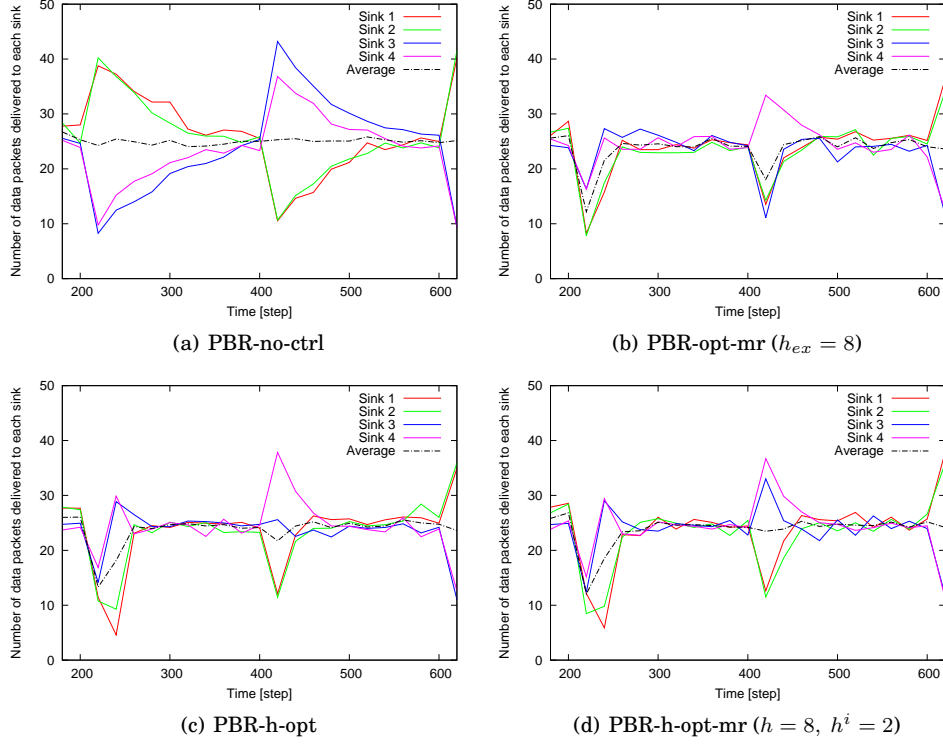 Number of data packets delivered to each sink
50
40
30
20
10
0
200 300 400 500 600
Time [step]
Sink 1
Sink 2
Sink 3
Sink 4
Average
(a) PBR-no-ctrl
Number of data packets delivered to each sink
50
40
30
20
10
0
200 300 400 500 600
Time [step]
Sink 1
Sink 2
Sink 3
Sink 4
Average
(b) PBR-opt-mr (h_{ex} = 8)
Number of data packets delivered to each sink
50
40
30
20
10
0
200 300 400 500 600
Time [step]
Sink 1
Sink 2
Sink 3
Sink 4
Average
(c) PBR-h-opt
Number of data packets delivered to each sink
50
40
30
20
10
0
200 300 400 500 600
Time [step]
Sink 1
Sink 2
Sink 3
Sink 4
Average
(d) PBR-h-opt-mr (h = 8, h^i = 2)